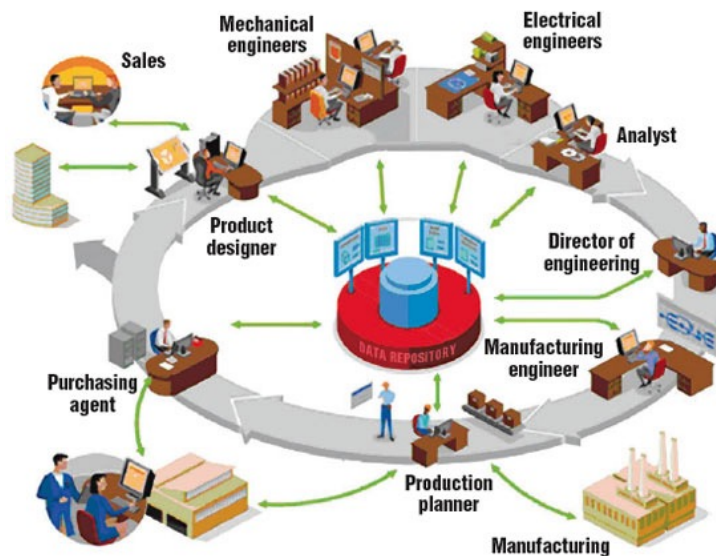 Mechanical
engineers
Electrical
engineers
Sales
Analyst
Product
designer
Director of
engineering
DATA REPOSITORY
Manufacturing
engineer
Purchasing
agent
Production
planner
Manufacturing